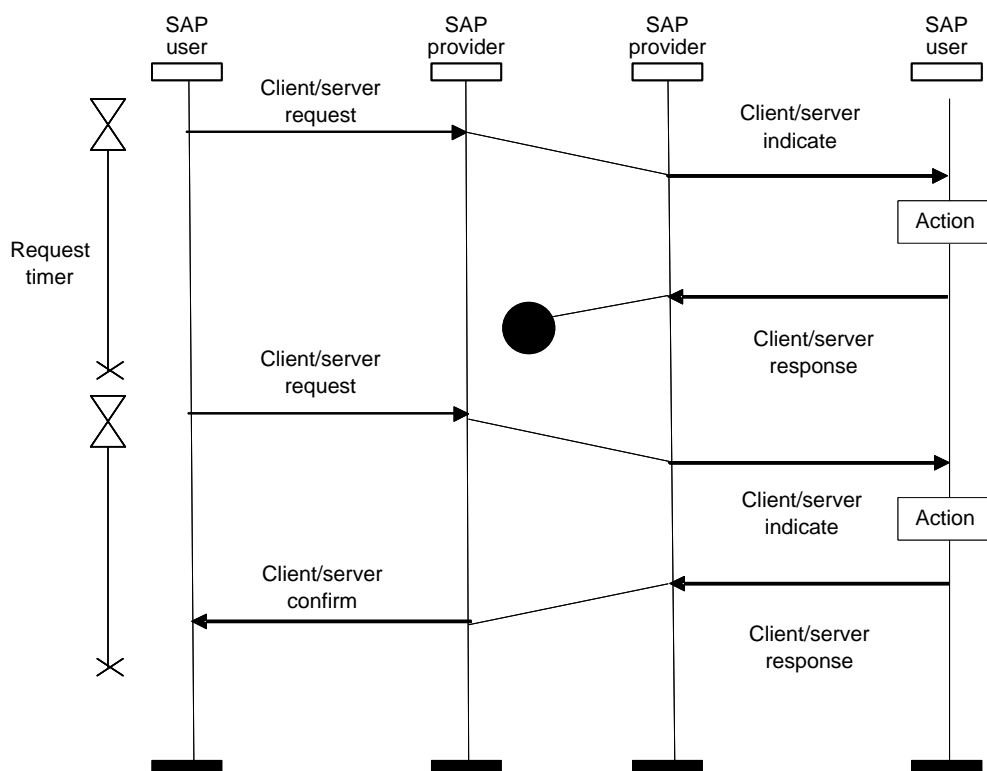 SAP
user
SAP
provider
SAP
provider
SAP
user
Client/server
request
Client/server
indicate
Action
Request
timer
Client/server
response
Client/server
request
Client/server
indicate
Action
Client/server
confirm
Client/server
response